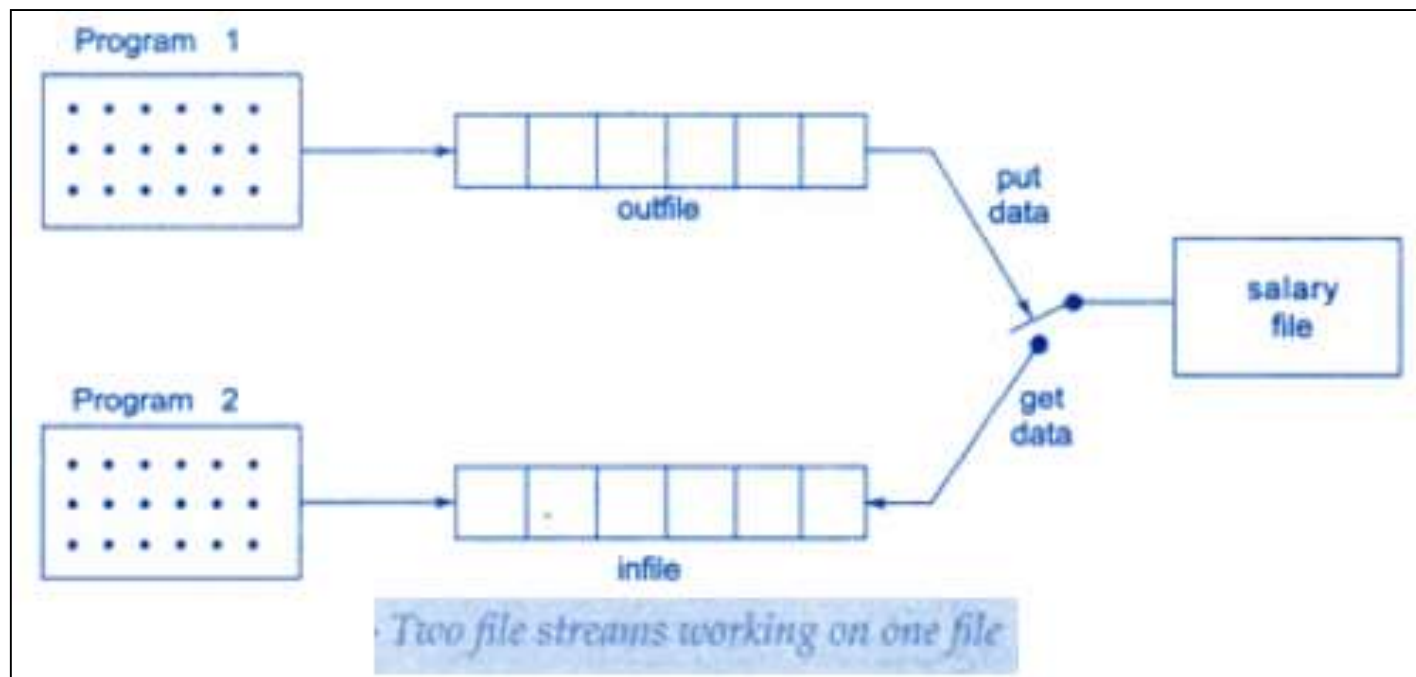 Program 1
outfile
put
data
salary
file
Program 2
get
data
infile
Two file streams working on one file